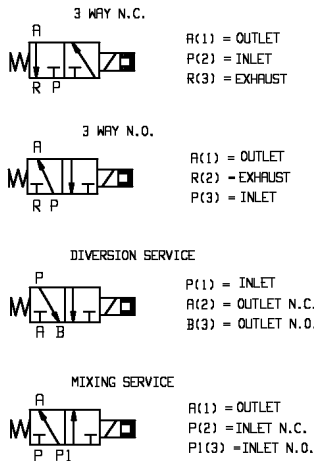 3 WAY N.C.
A
R P
A(1) = OUTLET
P(2) = INLET
R(3) = EXHAUST
3 WAY N.O.
A
R P
A(1) = OUTLET
R(2) = EXHAUST
P(3) = INLET
DIVERSION SERVICE
P
A B
P(1) = INLET
A(2) = OUTLET N.C.
B(3) = OUTLET N.O.
MIXING SERVICE
A
P P1
A(1) = OUTLET
P(2) = INLET N.C.
P1(3) = INLET N.O.